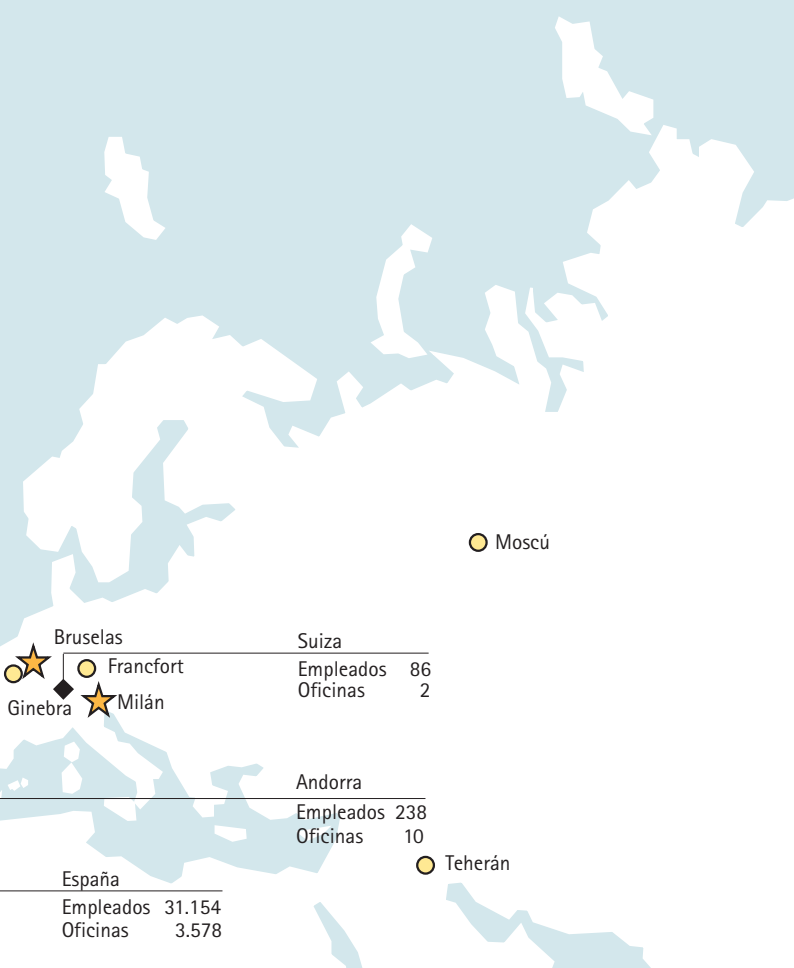 Moscú
Bruselas
Suiza
Francfort
Empleados 86
Oficinas 2
Ginebra
Milán
Andorra
Empleados 238
Oficinas 10
Teherán
España
Empleados 31.154
Oficinas 3.578